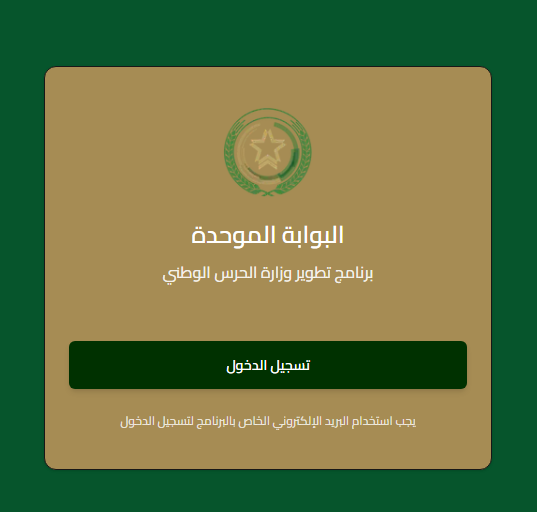 البوابة الموحدة
برنامج تطوير وزارة الحرس الوطني
تسجيل الدخول
يجب استخدام البريد الإلكتروني الخاص بالبرنامج لتسجيل الدخول